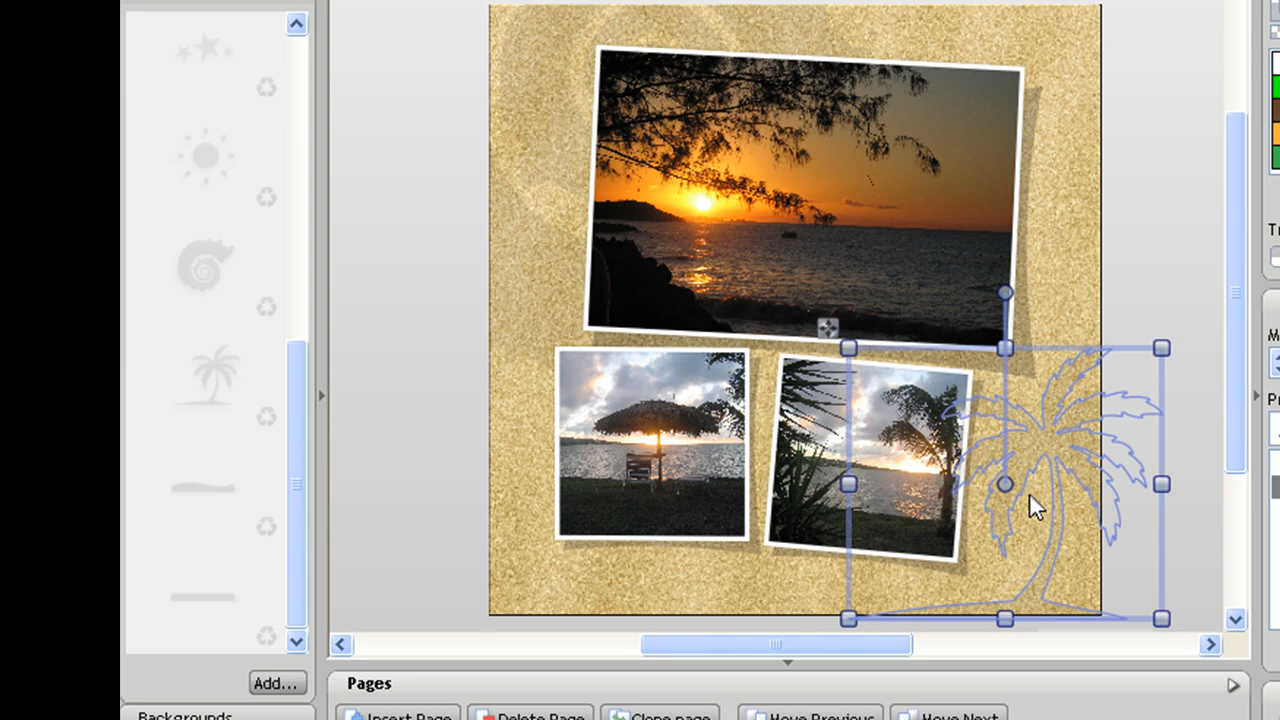 Add...
Pages
Backgrounds
Insert Page
Delete Page
Clone page
Move Previous
Move Next